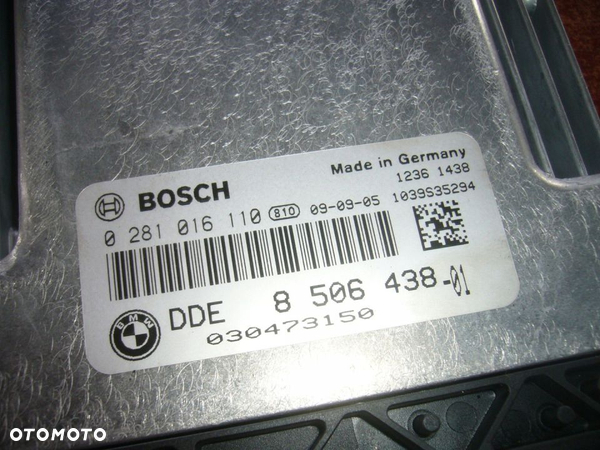 BOSCH
Made in Germany
0 281 016 110 810 09-09-05
1236 1438
1039S35294
BMW
DDE 8 506 438-01
030473150
OTOMOTO